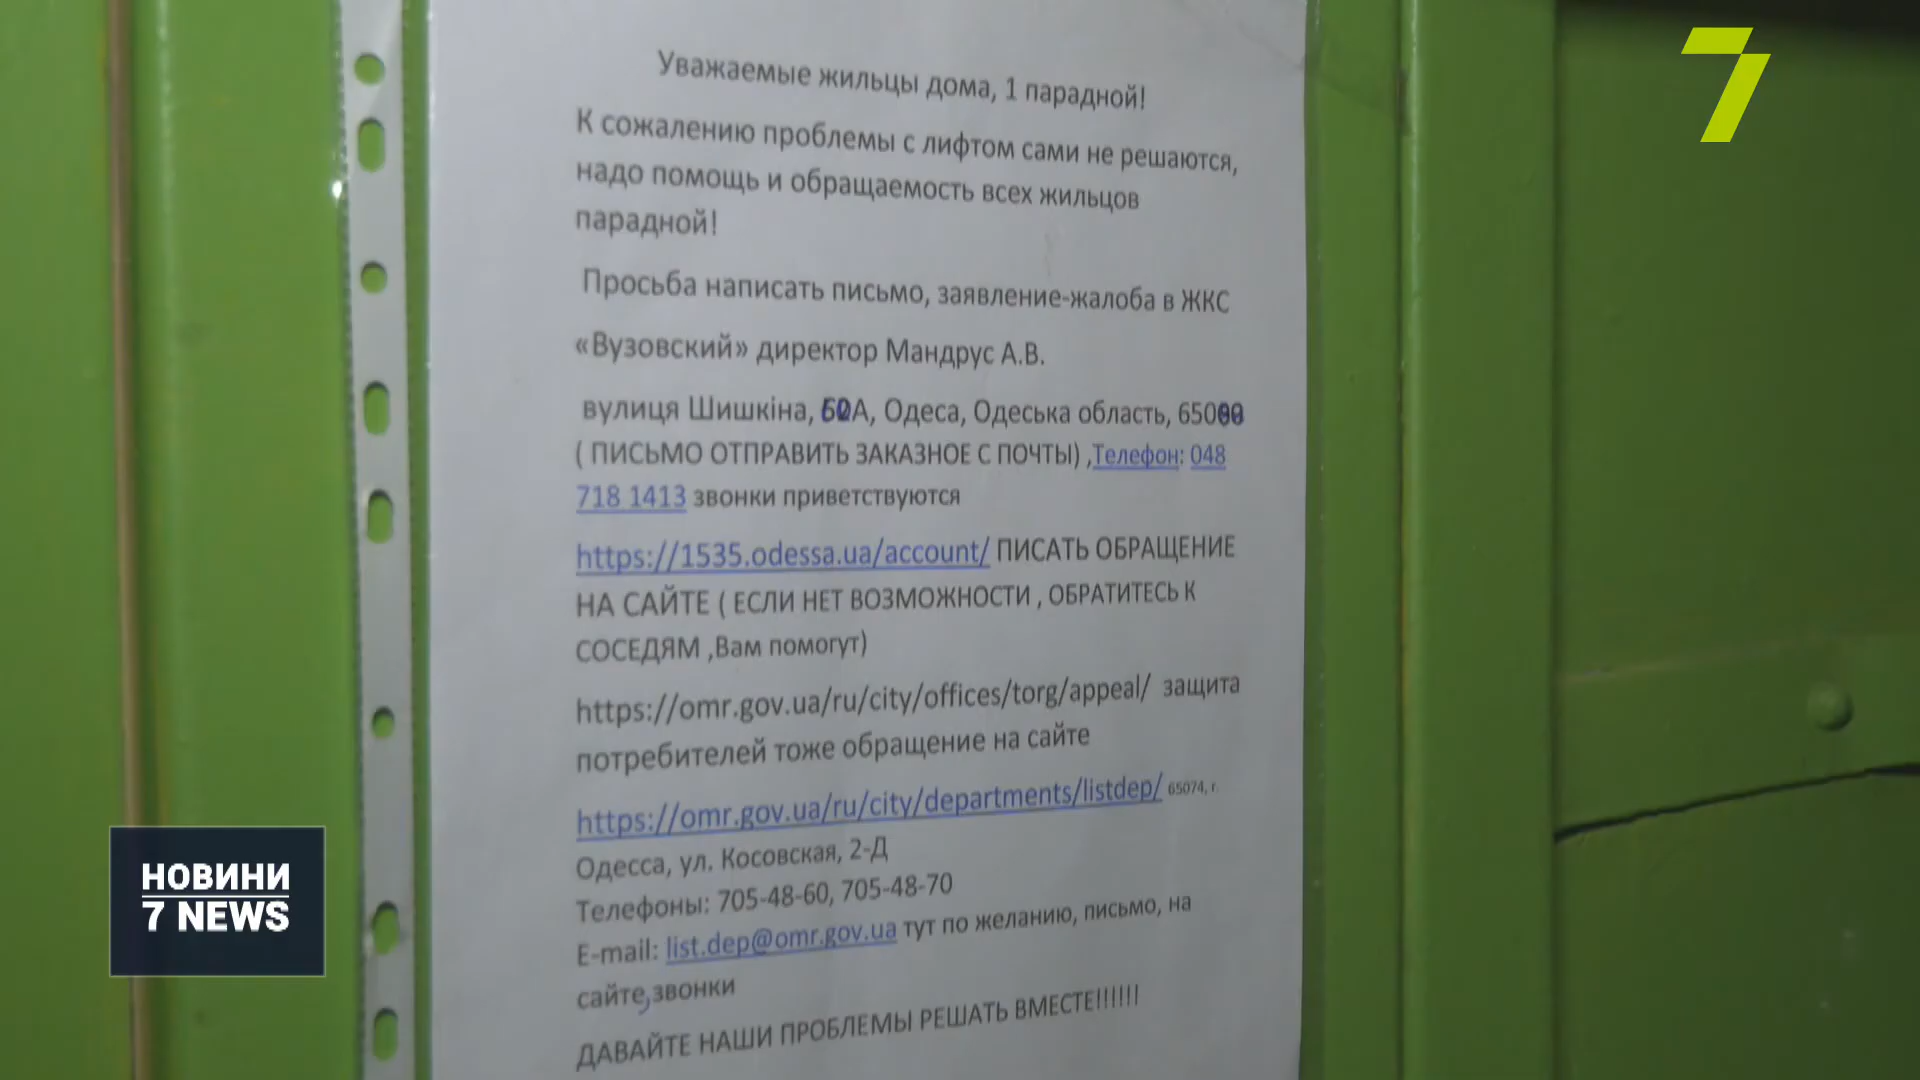 7
Уважаемые жильцы дома, 1 парадной!
К сожалению проблемы с лифтом сами не решаются,
надо помощь и обращаемость всех жильцов
парадной!
Просьба написать письмо, заявление-жалоба в ЖКС
«Вузовский» директор Мандрус А.В.
вулиця Шишкіна, Одеса, Одеська область,
( ПИСЬМО ОТПРАВИТЬ ЗАКАЗНОЕ С ПОЧТЫ) ,Телефон: 048
718 1413 звонки приветствуются
https://1535.odessa.ua/account/ ПИСАТЬ ОБРАЩЕНИЕ
НА САЙТЕ ( ЕСЛИ НЕТ ВОЗМОЖНОСТИ , ОБРАТИТЕСЬ К
СОСЕДЯМ ,Вам помогут)
https://omr.gov.ua/ru/city/offices/torg/appeal/ защита
потребителей тоже обращение на сайте
https://omr.gov.ua/ru/city/departments/listdep/ 65074, г.
Одесса, ул. Косовская, 2-Д
Телефоны: 705-48-60, 705-48-70
E-mail: list.dep@omr.gov.ua тут по желанию, письмо, на
сайте,звонки
ДАВАЙТЕ НАШИ ПРОБЛЕМЫ РЕШАТЬ ВМЕСТЕ!!!!!!
НОВИНИ
7 NEWS